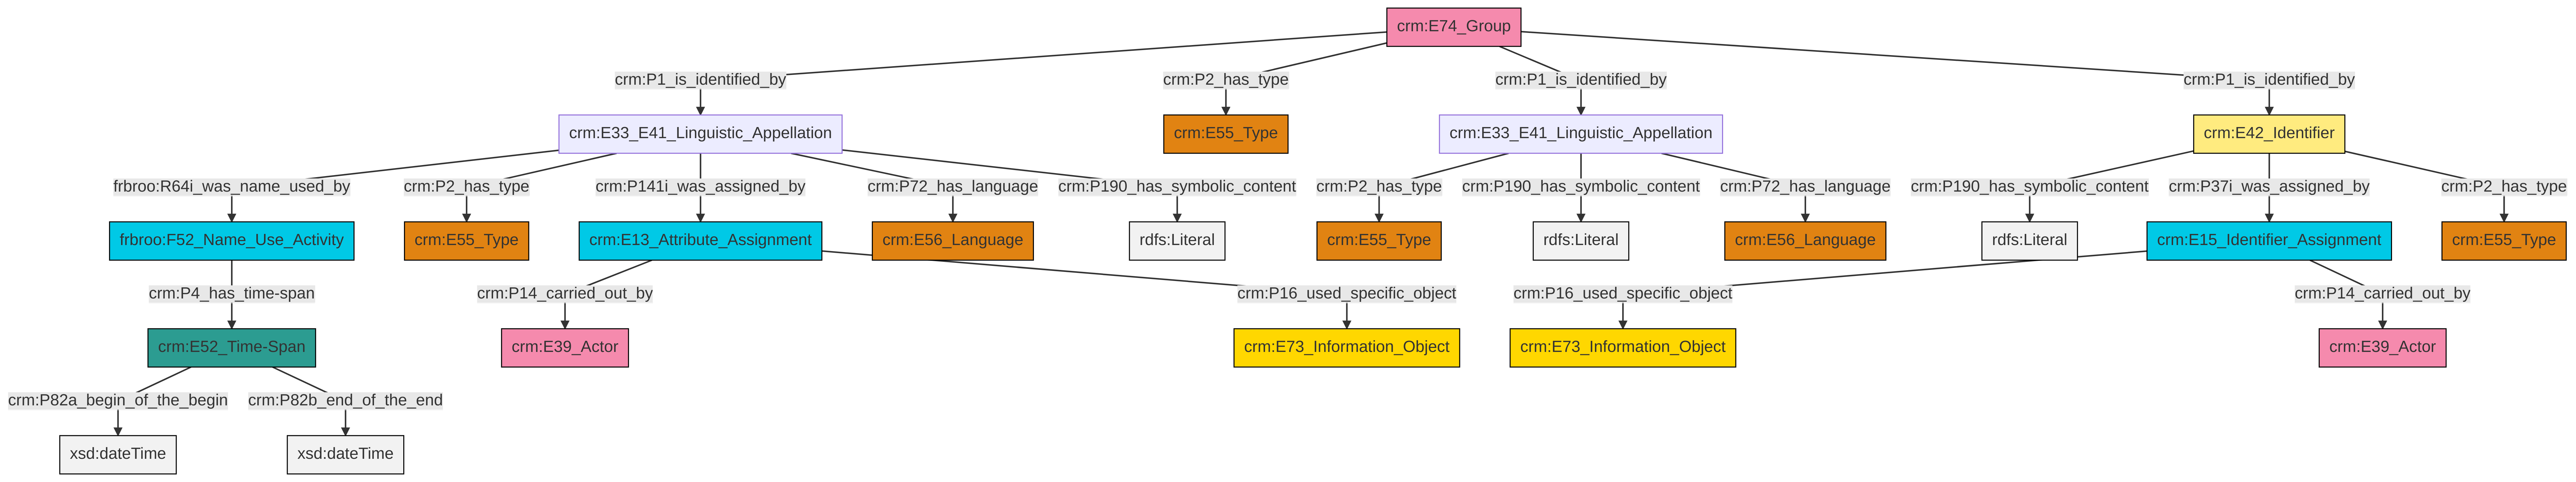 crm:E74_Group
crm:P1_is_identified_by
crm:P2_has_type
crm:P1_is_identified_by
crm:P1_is_identified_by
crm:E33_E41_Linguistic_Appellation
crm:E55_Type
crm:E33_E41_Linguistic_Appellation
crm:E42_Identifier
frbroo:R64i_was_name_used_by
crm:P2_has_type
crm:P141i_was_assigned_by
crm:P72_has_language
crm:P190_has_symbolic_content
crm:P2_has_type
crm:P190_has_symbolic_content
crm:P72_has_language
crm:P190_has_symbolic_content
crm:P37i_was_assigned_by
crm:P2_has_type
frbroo:F52_Name_Use_Activity
crm:E55_Type
crm:E13_Attribute_Assignment
crm:E56_Language
rdfs:Literal
crm:E55_Type
rdfs:Literal
crm:E56_Language
rdfs:Literal
crm:E15_Identifier_Assignment
crm:E55_Type
crm:P4_has_time-span
crm:P14_carried_out_by
crm:P16_used_specific_object
crm:P16_used_specific_object
crm:P14_carried_out_by
crm:E52_Time-Span
crm:E39_Actor
crm:E73_Information_Object
crm:E73_Information_Object
crm:E39_Actor
crm:P82a_begin_of_the_begin
crm:P82b_end_of_the_end
xsd:dateTime
xsd:dateTime